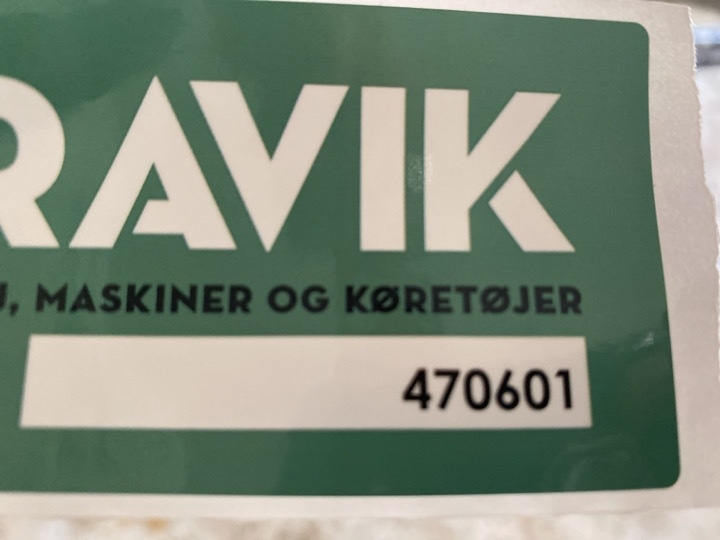 RAVIK
, MASKINER OG KØRETØJER
470601